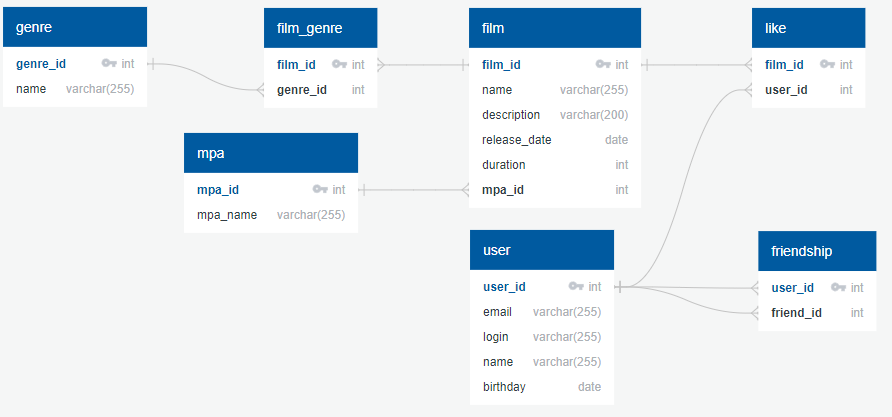 genre
genre_id int
name varchar(255)
film_genre
film_id int
genre_id int
film
film_id int
name varchar(255)
description varchar(200)
release_date date
duration int
mpa_id int
like
film_id int
user_id int
mpa
mpa_id int
mpa_name varchar(255)
user
user_id int
email varchar(255)
login varchar(255)
name varchar(255)
birthday date
friendship
user_id int
friend_id int